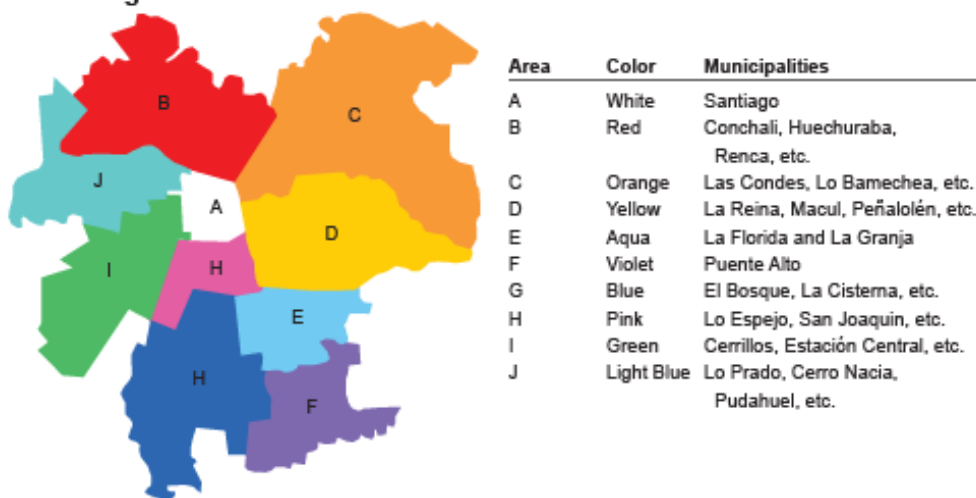 B
C
J
A
D
I
H
E
H
F
Area Color Municipalities
A White Santiago
B Red Conchali, Huechuraba,
Renca, etc.
C Orange Las Condes, Lo Bamechea, etc.
D Yellow La Reina, Macul, Peñalolén, etc.
E Aqua La Florida and La Granja
F Violet Puente Alto
G Blue El Bosque, La Cisterna, etc.
H Pink Lo Espejo, San Joaquin, etc.
I Green Cerrillos, Estación Central, etc.
J Light Blue Lo Prado, Cerro Nacia,
Pudahuel, etc.